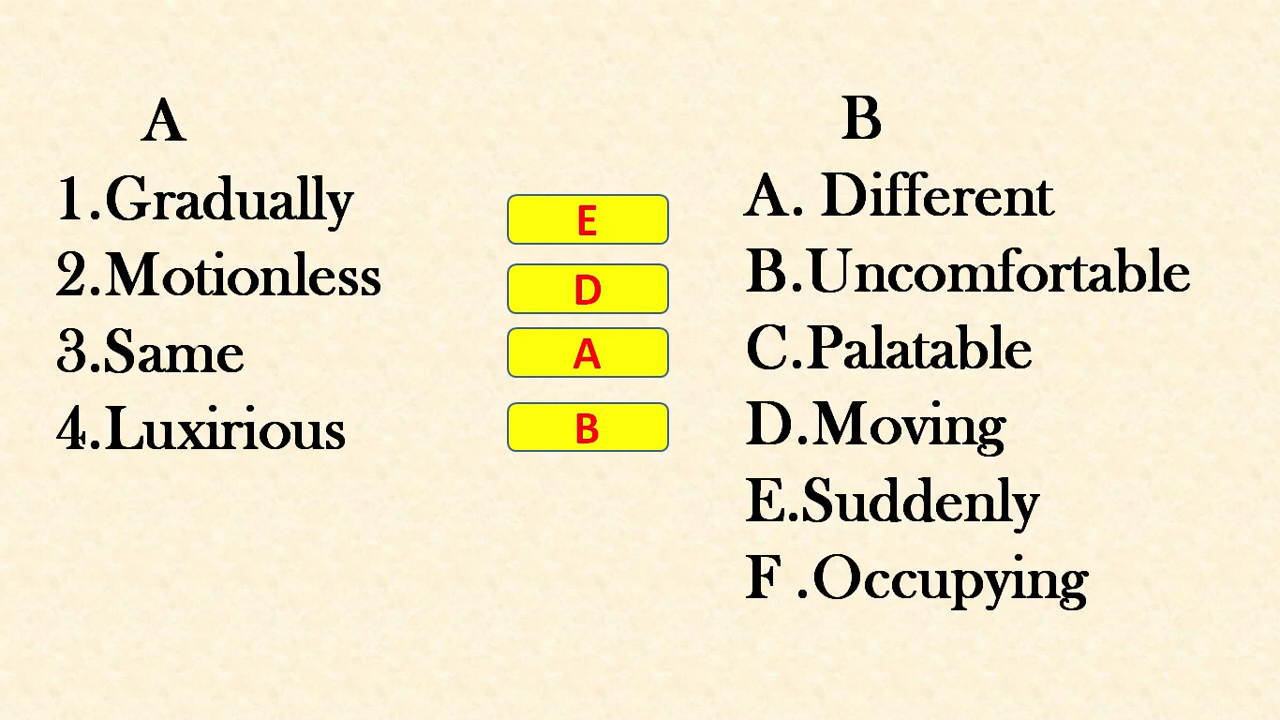 A
1.Gradually
2.Motionless
3.Same
4.Luxirious
E
D
A
B
B
A. Different
B.Uncomfortable
C.Palatable
D.Moving
E.Suddenly
F .Occupying